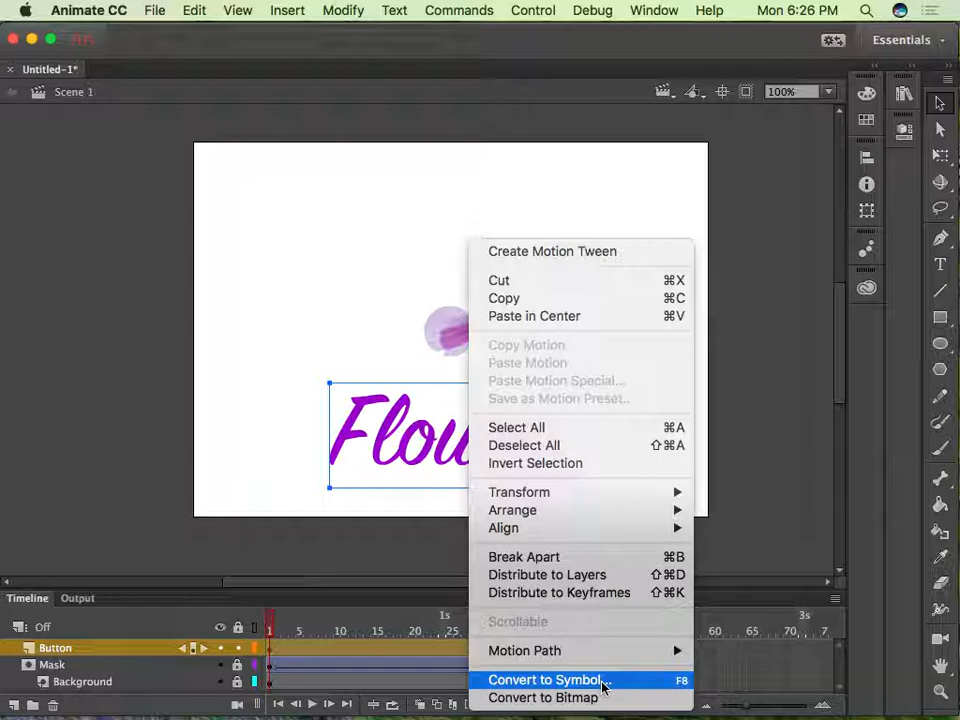 Animate CC File Edit View Insert Modify Text Commands Control Debug Window Help Mon 6:26 PM
Essentials
× Untitled-1*
Scene 1 100%
Create Motion Tween
Cut ⌘X
Copy ⌘C
Paste in Center ⌘V
Copy Motion
Paste Motion
Paste Motion Special...
Save as Motion Preset..
Select All ⌘A
Deselect All ⇧⌘A
Invert Selection
Transform
Arrange
Align
Break Apart ⌘B
Distribute to Layers ⇧⌘D
Distribute to Keyframes ⇧⌘K
Scrollable
Motion Path
Convert to Symbol... F8
Convert to Bitmap
Flow
Timeline Output
1s 3s
Off 1 5 10 15 20 25 60 65 70 7
Button
Mask
Background